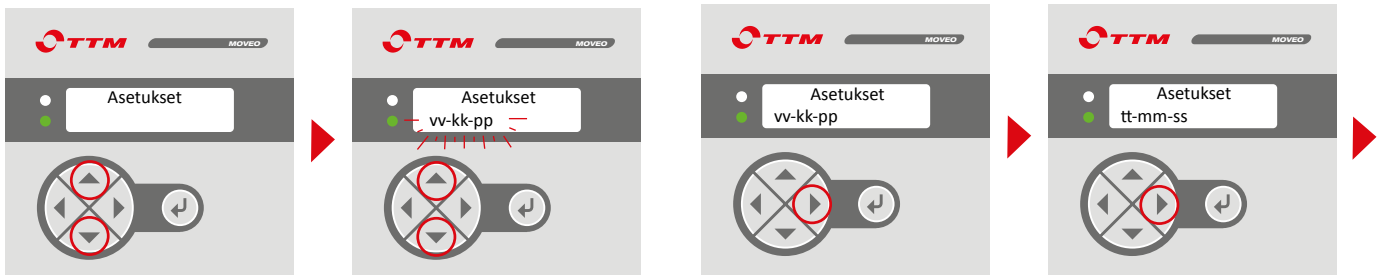 TTM MOVEO
Asetukset
TTM MOVEO
Asetukset
vv-kk-pp
TTM MOVEO
Asetukset
vv-kk-pp
TTM MOVEO
Asetukset
tt-mm-ss